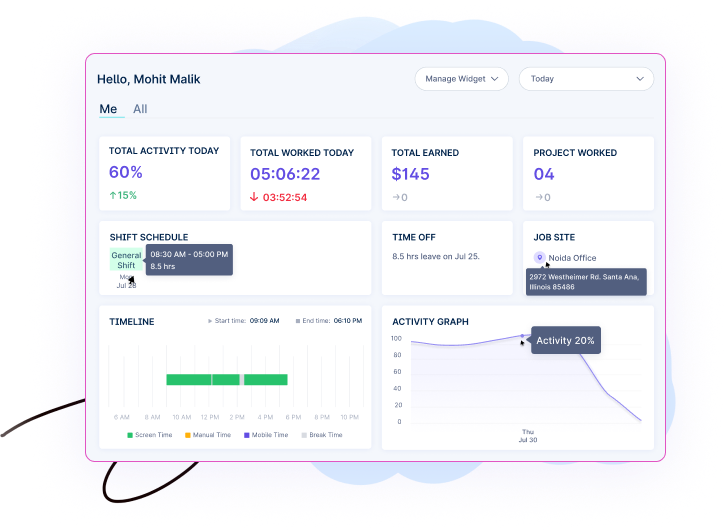 Hello, Mohit Malik
Manage Widget
Today
Me
All
TOTAL ACTIVITY TODAY
60%
↑15%
TOTAL WORKED TODAY
05:06:22
↓ 03:52:54
TOTAL EARNED
$145
→0
PROJECT WORKED
04
→0
SHIFT SCHEDULE
General
Shift
08:30 AM - 05:00 PM
8.5 hrs
Jul 28
TIME OFF
8.5 hrs leave on Jul 25.
JOB SITE
Noida Office
2972 Westheimer Rd. Santa Ana,
Illinois 85486
TIMELINE
Start time: 09:09 AM
End time: 06:10 PM
6 AM 8 AM 10 AM 12 PM 2 PM 4 PM 6 PM 8 PM 10 PM
Screen Time
Manual Time
Mobile Time
Break Time
ACTIVITY GRAPH
100
80
60
40
20
0
Activity 20%
Thu
Jul 30